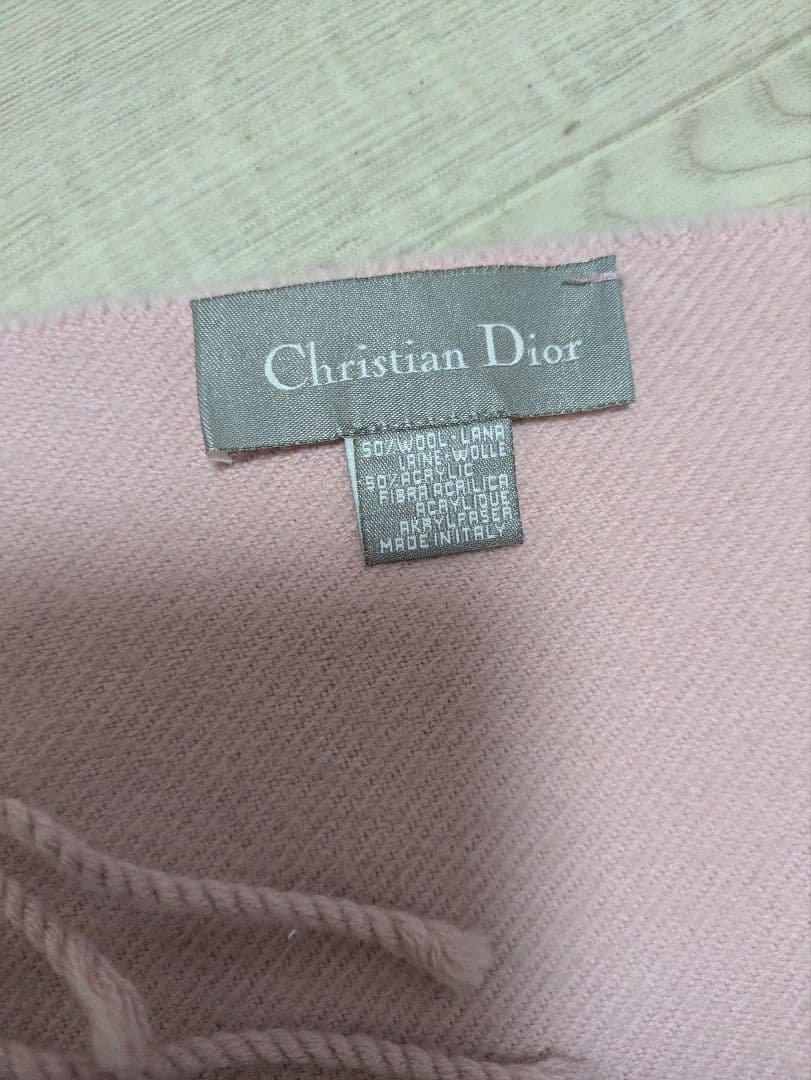 Christian Dior
50%WOOL-LANA
LAINE-WOLLE
50%ACRYLIC
FIBRA ACRILICA
ACRYLIQUE
AKRYLFASER
MADE IN ITALY